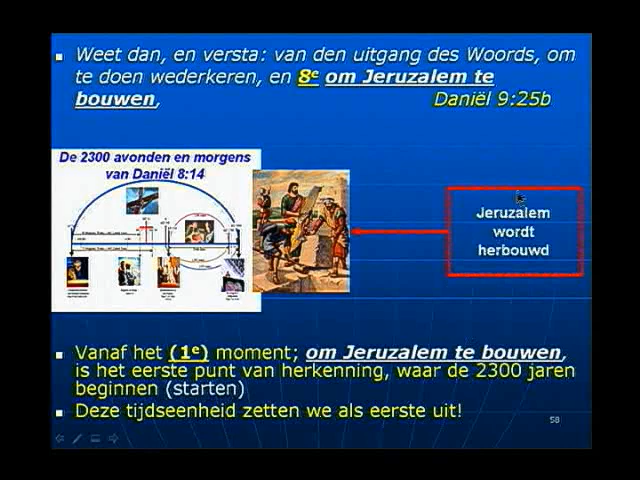 Weet dan, en versta: van den uitgang des Woords, om
te doen wederkeren, en 8e om Jeruzalem te
bouwen,
Daniël 9:25b
De 2300 avonden en morgens
van Daniël 8:14
Jeruzalem
wordt
herbouwd
Vanaf het (1e) moment; om Jeruzalem te bouwen,
is het eerste punt van herkenning, waar de 2300 jaren
beginnen (starten)
Deze tijdseenheid zetten we als eerste uit!
58